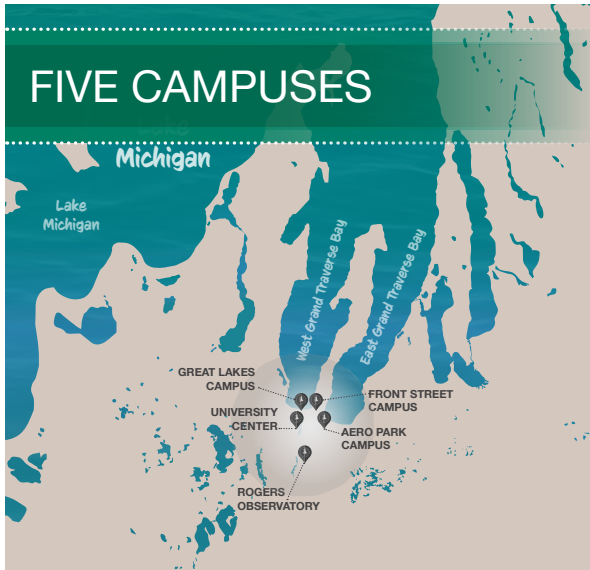 FIVE CAMPUSES
Lake
Michigan
Lake
Michigan
West Grand Traverse Bay
East Grand Traverse Bay
GREAT LAKES
CAMPUS
FRONT STREET
CAMPUS
UNIVERSITY
CENTER
AERO PARK
CAMPUS
ROGERS
OBSERVATORY